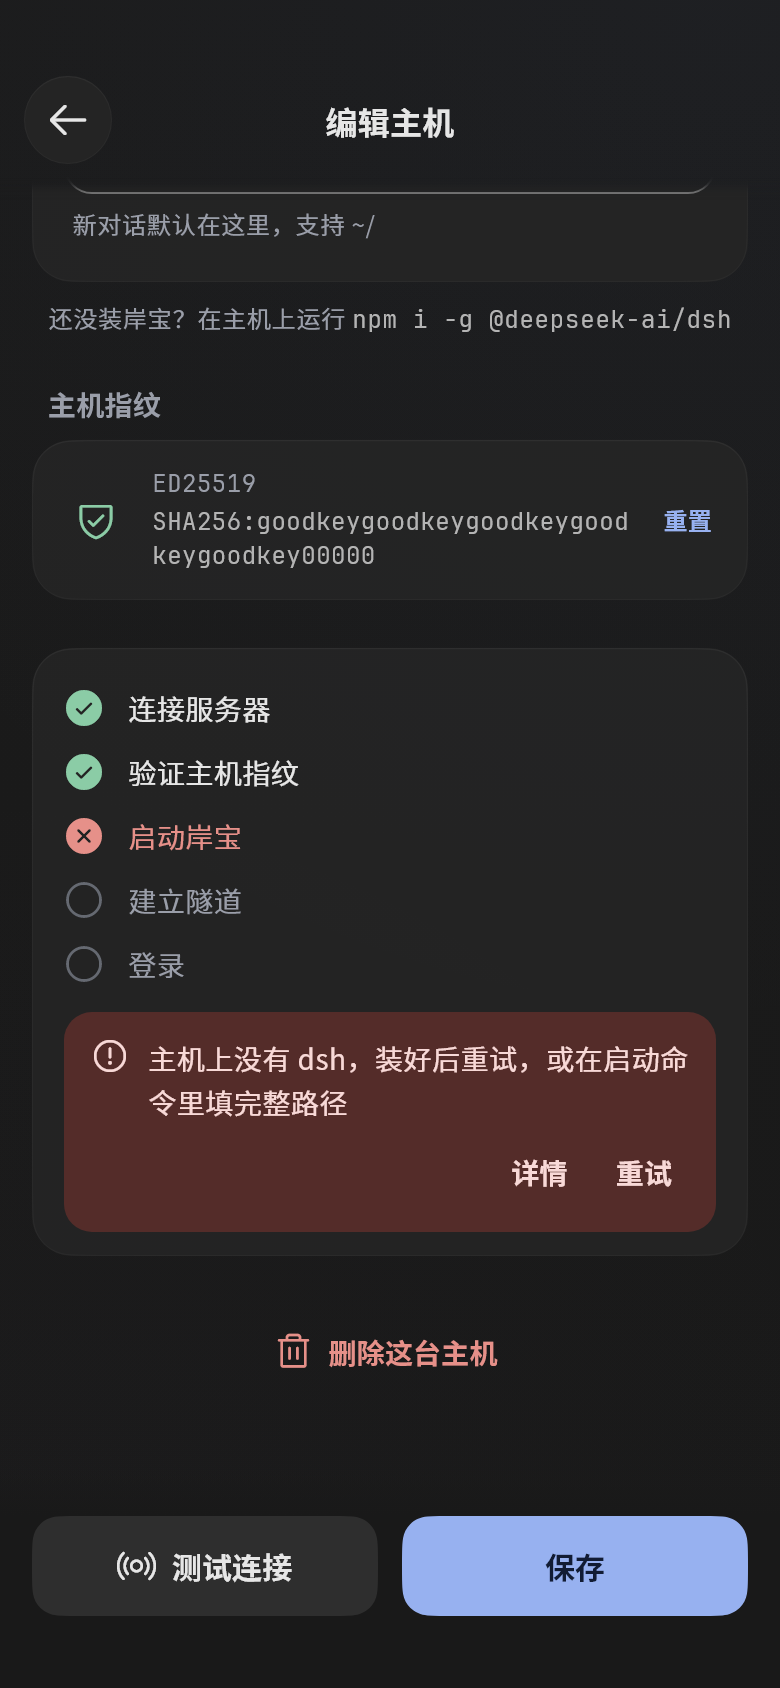 编辑主机
新对话默认在这里，支持 ~/
还没装岸宝？在主机上运行 npm i -g @deepseek-ai/dsh
主机指纹
ED25519
SHA256:goodkeygoodkeygoodkeygood
keygoodkey00000
重置
连接服务器
验证主机指纹
启动岸宝
建立隧道
登录
主机上没有 dsh，装好后重试，或在启动命
令里填完整路径
详情
重试
删除这台主机
测试连接
保存